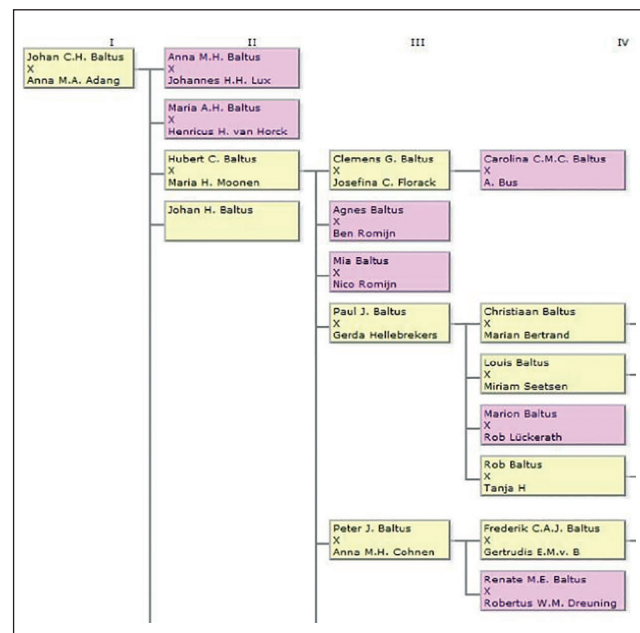 I II III IV
Johan C.H. Baltus
X
Anna M.A. Adang
Anna M.H. Baltus
X
Johannes H.H. Lux
Maria A.H. Baltus
X
Henricus H. van Horck
Hubert C. Baltus
X
Maria H. Moonen
Johan H. Baltus
Clemens G. Baltus
X
Josefina C. Florack
Agnes Baltus
X
Ben Romijn
Mia Baltus
X
Nico Romijn
Paul J. Baltus
X
Gerda Hellebrekers
Peter J. Baltus
X
Anna M.H. Cohnen
Carolina C.M.C. Baltus
X
A. Bus
Christiaan Baltus
X
Marian Bertrand
Louis Baltus
X
Miriam Seetsen
Marion Baltus
X
Rob Lückerath
Rob Baltus
X
Tanja H
Frederik C.A.J. Baltus
X
Gertrudis E.M.v. B
Renate M.E. Baltus
X
Robertus W.M. Dreuning